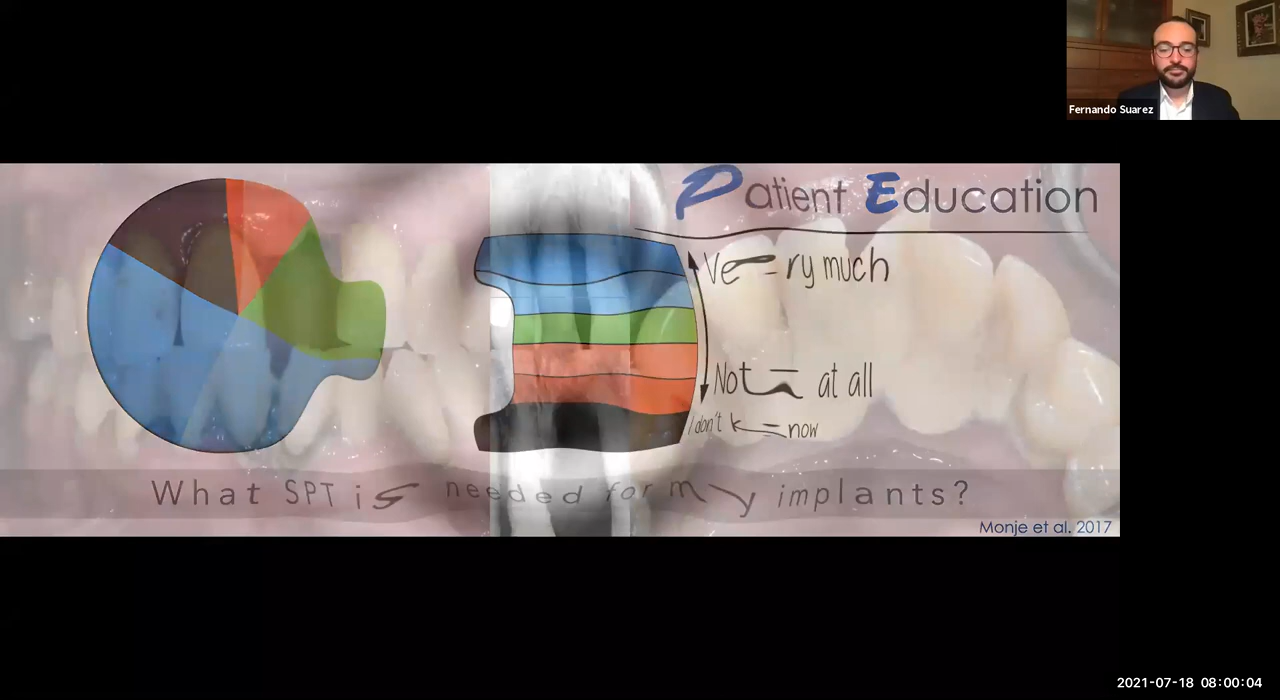 Fernando Suarez
Patient Education
Very much
Not at all
I don't know
What SPT is needed for my implants?
Monje et al. 2017
2021-07-18 08:00:04